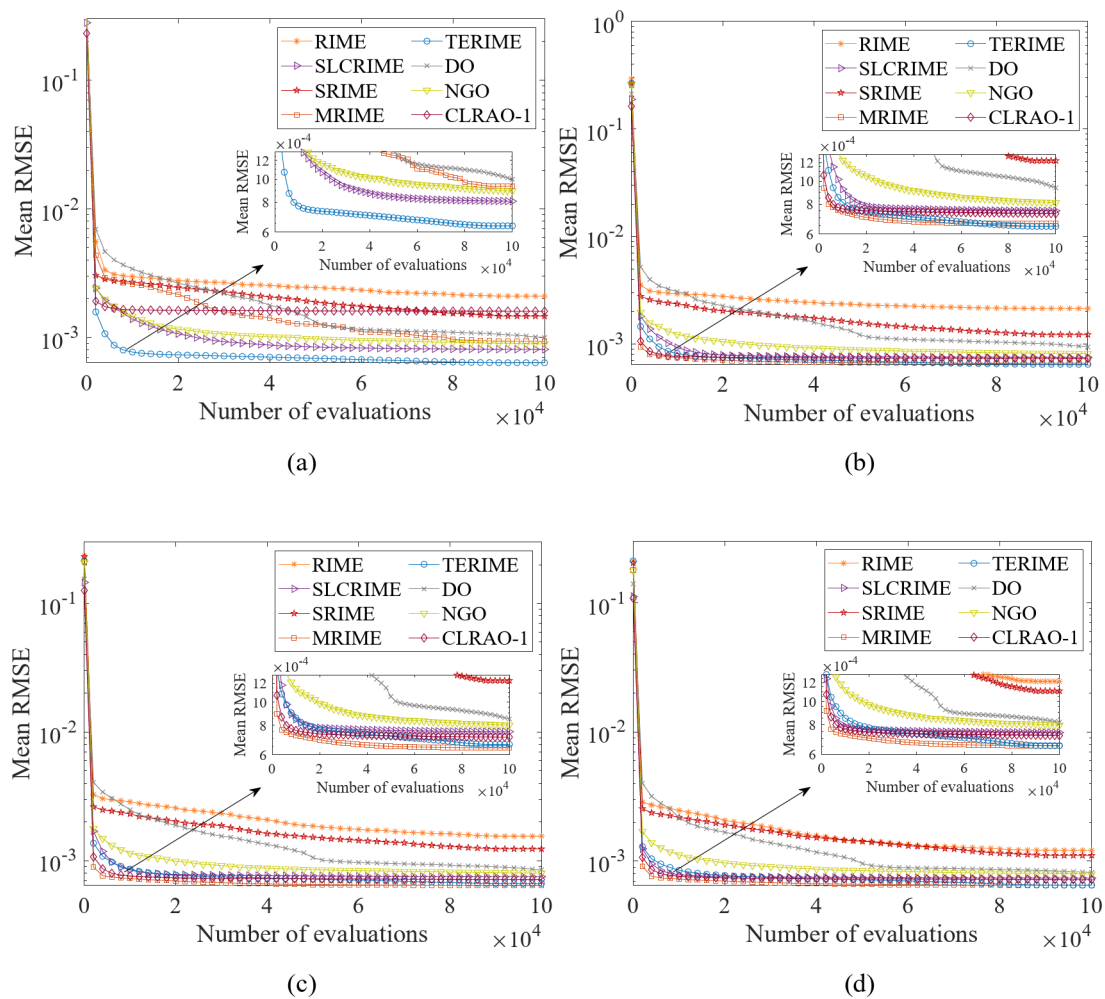 RIME TERIME
SLCRIME DO
SRIME NGO
MRIME CLRAO-1
Mean RMSE
10^-1
10^-2
10^-3
×10^-4
Mean RMSE
12
10
8
6
0 2 4 6 8 10
Number of evaluations ×10^4
0 2 4 6 8 10
Number of evaluations
×10^4
(a)
RIME TERIME
SLCRIME DO
SRIME NGO
MRIME CLRAO-1
Mean RMSE
10^0
10^-1
10^-2
10^-3
×10^-4
Mean RMSE
12
10
8
6
0 2 4 6 8 10
Number of evaluations
×10^4
0 2 4 6 8 10
Number of evaluations
×10^4
(b)
RIME TERIME
SLCRIME DO
SRIME NGO
MRIME CLRAO-1
Mean RMSE
10^-1
10^-2
10^-3
×10^-4
Mean RMSE
12
10
8
6
0 2 4 6 8 10
Number of evaluations
×10^4
0 2 4 6 8 10
Number of evaluations
×10^4
(c)
RIME TERIME
SLCRIME DO
SRIME NGO
MRIME CLRAO-1
Mean RMSE
10^-1
10^-2
10^-3
×10^-4
Mean RMSE
12
10
8
6
0 2 4 6 8 10
Number of evaluations
×10^4
0 2 4 6 8 10
Number of evaluations
×10^4
(d)